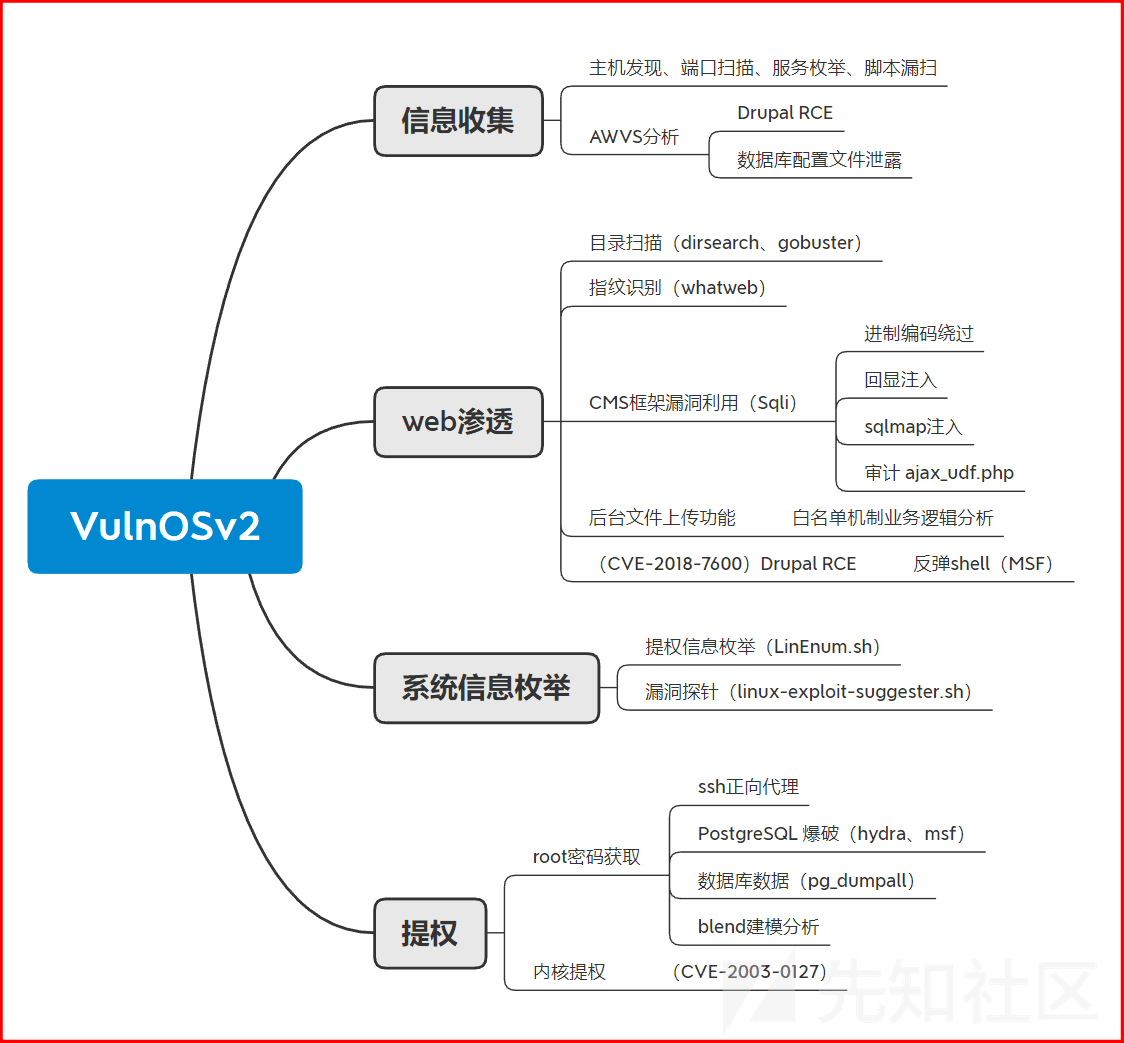 VulnOSv2
信息收集
主机发现、端口扫描、服务枚举、脚本漏扫
AWVS分析
Drupal RCE
数据库配置文件泄露
web渗透
目录扫描（dirsearch、gobuster）
指纹识别（whatweb）
CMS框架漏洞利用（Sqli）
进制编码绕过
回显注入
sqlmap注入
审计 ajax_udf.php
后台文件上传功能 白名单机制业务逻辑分析
（CVE-2018-7600）Drupal RCE 反弹shell（MSF）
系统信息枚举
提权信息枚举（LinEnum.sh）
漏洞探针（linux-exploit-suggester.sh）
提权
root密码获取
ssh正向代理
PostgreSQL 爆破（hydra、msf）
数据库数据（pg_dumpall）
blend建模分析
内核提权 （CVE-2003-0127）
先知社区